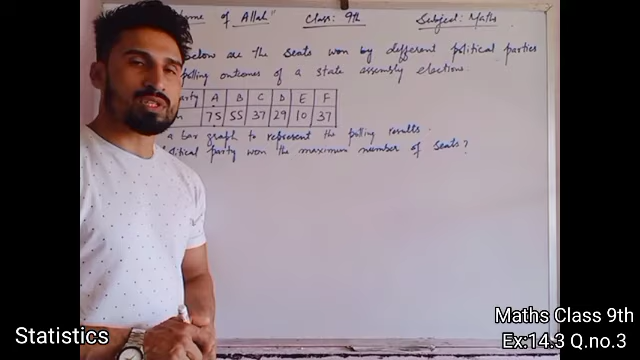 name of Allah" Class: 9th Subject: Maths
below are the seats won by different political parties
polling outcomes of a state assembly elections.
A B C D E F
75 55 37 29 10 37
a bar graph to represent the polling results.
political party won the maximum number of seats?
Statistics
Maths Class 9th
Ex:14.3 Q.no.3